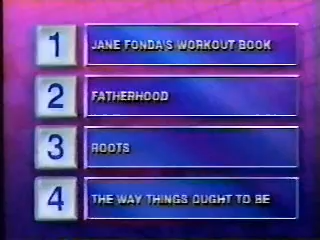 1 JANE FONDA'S WORKOUT BOOK
2 FATHERHOOD
3 ROOTS
4 THE WAY THINGS OUGHT TO BE